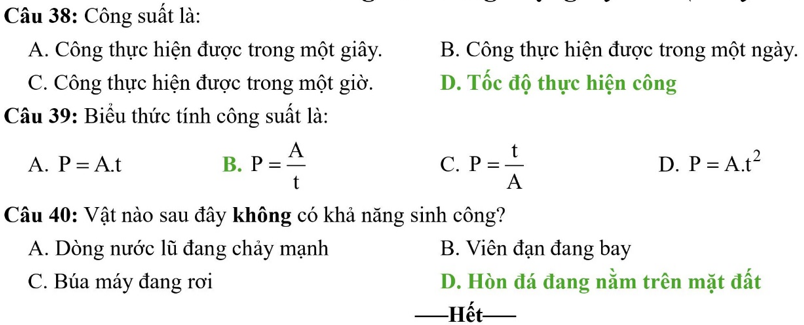 Câu 38: Công suất là:
A. Công thực hiện được trong một giây. B. Công thực hiện được trong một ngày.
C. Công thực hiện được trong một giờ. D. Tốc độ thực hiện công
Câu 39: Biểu thức tính công suất là:
A. P = A.t B. P = A/t C. P = t/A D. P = A.t²
Câu 40: Vật nào sau đây không có khả năng sinh công?
A. Dòng nước lũ đang chảy mạnh B. Viên đạn đang bay
C. Búa máy đang rơi D. Hòn đá đang nằm trên mặt đất
——Hết——